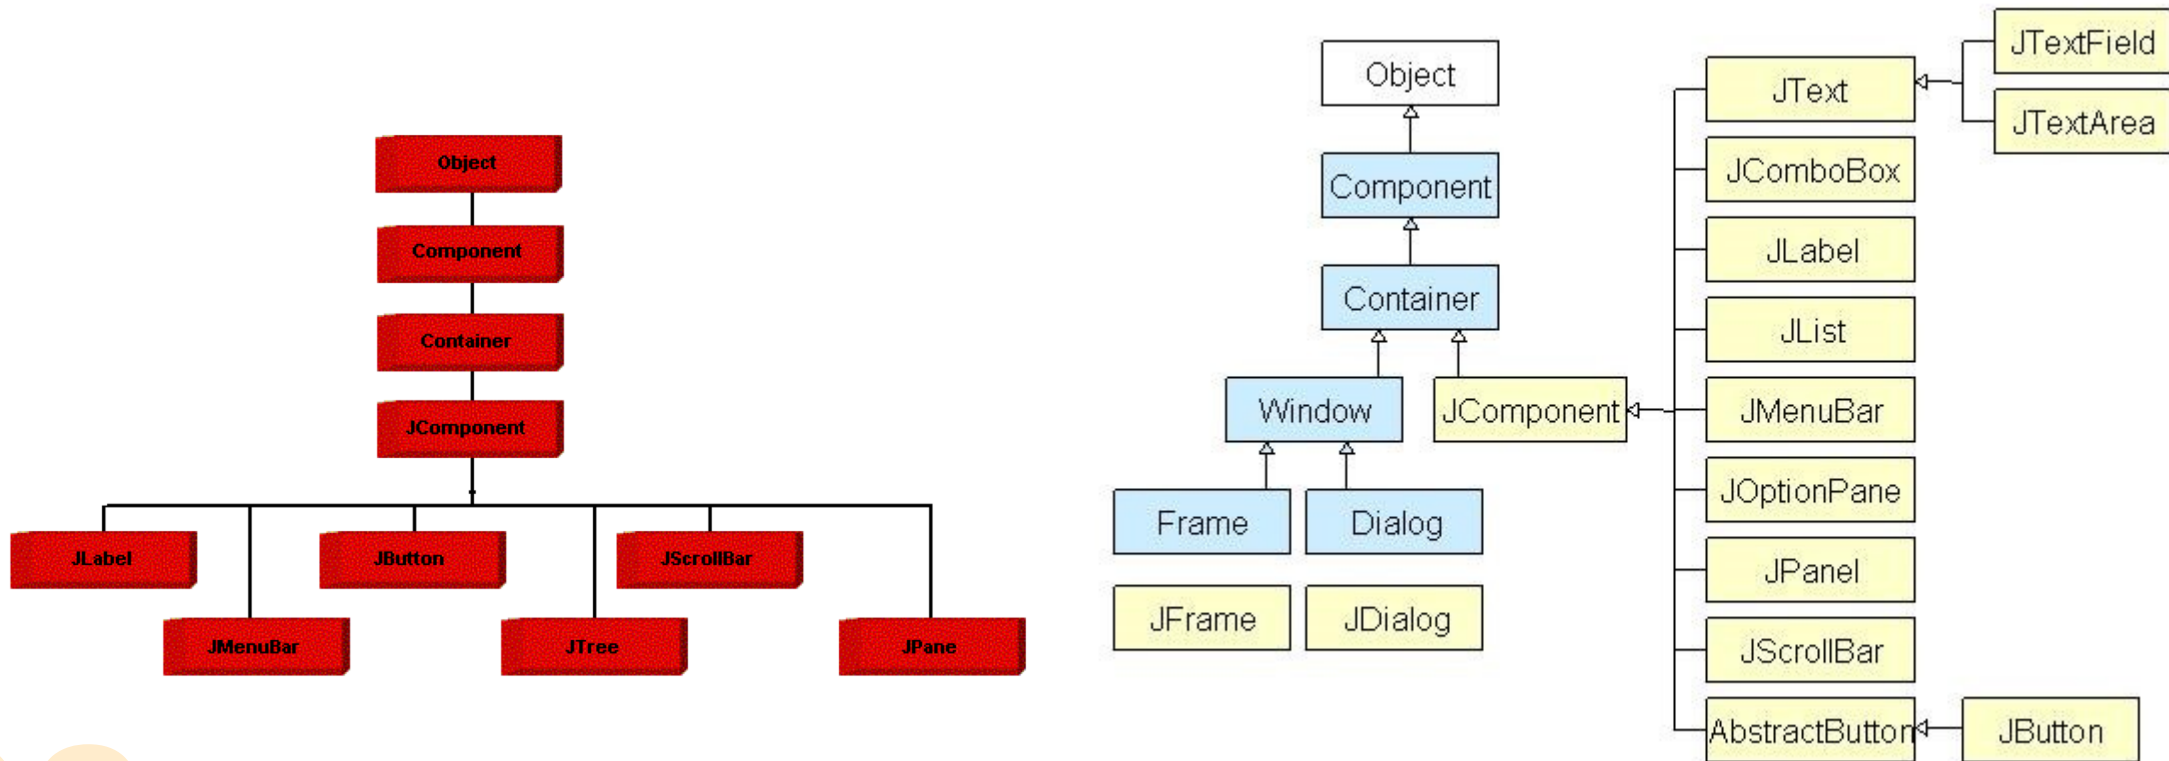 Object
Component
Container
JComponent
JLabel
JButton
JScrollBar
JMenuBar
JTree
JPane
Object
Component
Container
Window
JComponent
Frame
Dialog
JFrame
JDialog
JText
JComboBox
JLabel
JList
JMenuBar
JOptionPane
JPanel
JScrollBar
AbstractButton
JTextField
JTextArea
JButton